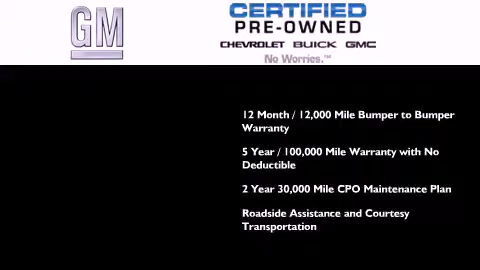 GM
CERTIFIED
PRE-OWNED
CHEVROLET BUICK GMC
No Worries.™
12 Month / 12,000 Mile Bumper to Bumper
Warranty
5 Year / 100,000 Mile Warranty with No
Deductible
2 Year 30,000 Mile CPO Maintenance Plan
Roadside Assistance and Courtesy
Transportation